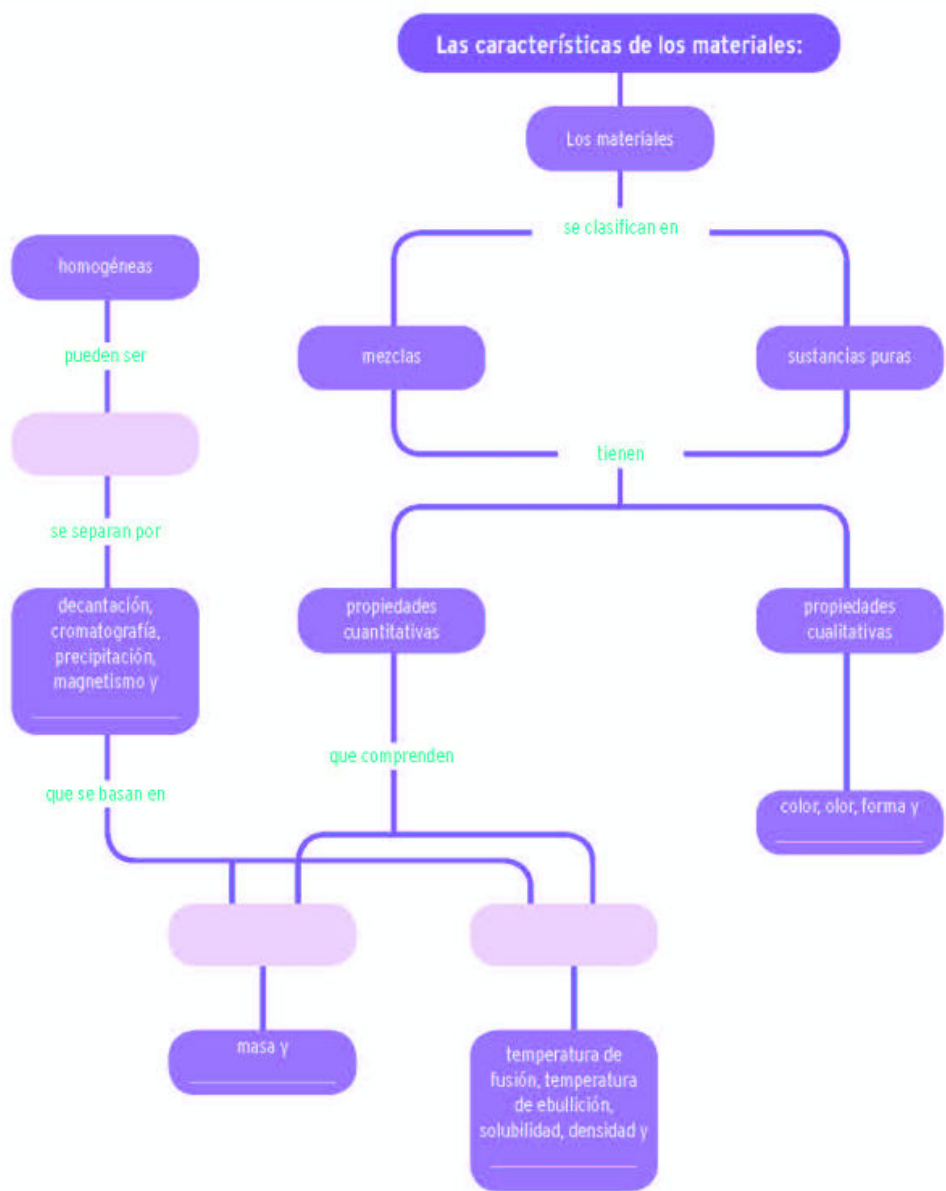 Las características de los materiales:
Los materiales
se clasifican en
homogéneas
pueden ser
mezclas
sustancias puras
tienen
se separan por
decantación,
cromatografía,
precipitación,
magnetismo y
propiedades
cuantitativas
propiedades
cualitativas
que comprenden
que se basan en
color, olor, forma y
masa y
temperatura de
fusión, temperatura
de ebullición,
solubilidad, densidad y